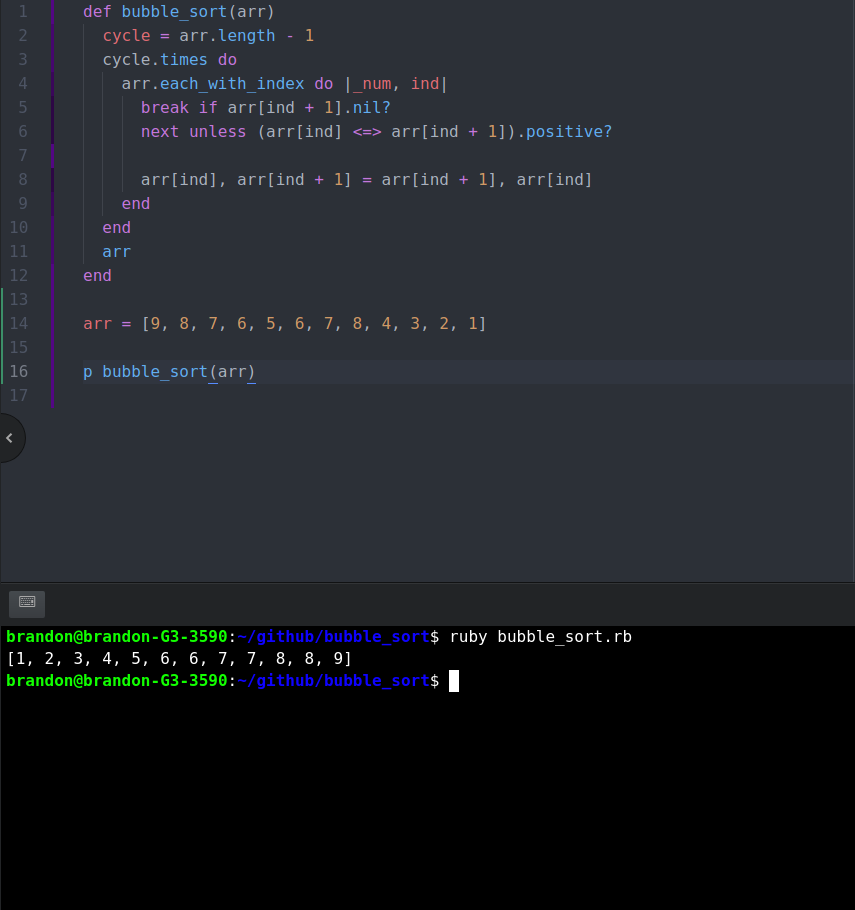 1 def bubble_sort(arr)
2   cycle = arr.length - 1
3   cycle.times do
4     arr.each_with_index do |_num, ind|
5       break if arr[ind + 1].nil?
6       next unless (arr[ind] <=> arr[ind + 1]).positive?
7
8       arr[ind], arr[ind + 1] = arr[ind + 1], arr[ind]
9     end
10   end
11   arr
12 end
13
14 arr = [9, 8, 7, 6, 5, 6, 7, 8, 4, 3, 2, 1]
15
16 p bubble_sort(arr)
17
brandon@brandon-G3-3590:~/github/bubble_sort$ ruby bubble_sort.rb
[1, 2, 3, 4, 5, 6, 6, 7, 7, 8, 8, 9]
brandon@brandon-G3-3590:~/github/bubble_sort$